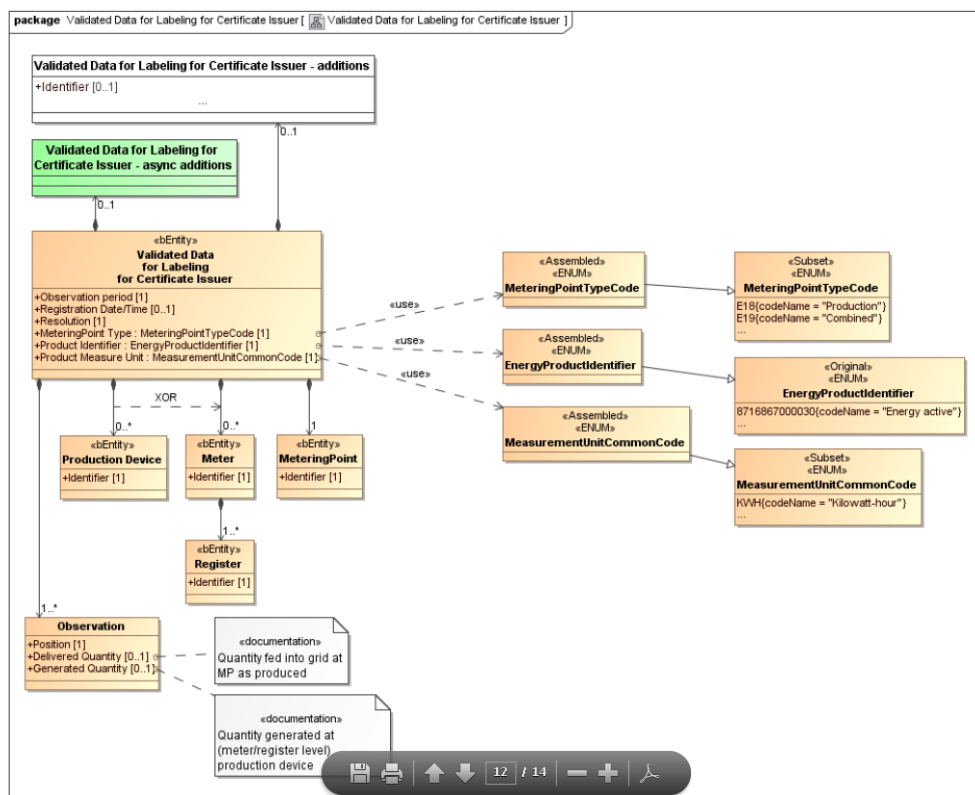 package Validated Data for Labeling for Certificate Issuer [ Validated Data for Labeling for Certificate Issuer ]
Validated Data for Labeling for Certificate Issuer - additions
+Identifier [0..1]
...
0..1
Validated Data for Labeling for
Certificate Issuer - async additions
0..1
«bEntity»
Validated Data
for Labeling
for Certificate Issuer
+Observation period [1]
+Registration Date/Time [0..1]
+Resolution [1]
+MeteringPoint Type : MeteringPointTypeCode [1]
+Product Identifier : EnergyProductIdentifier [1]
+Product Measure Unit : MeasurementUnitCommonCode [1]
«use»
«use»
«use»
«Assembled»
«ENUM»
MeteringPointTypeCode
«Subset»
«ENUM»
MeteringPointTypeCode
E18{codeName = "Production"}
E19{codeName = "Combined"}
...
«Assembled»
«ENUM»
EnergyProductIdentifier
«Original»
«ENUM»
EnergyProductIdentifier
8716867000030{codeName = "Energy active"}
«Assembled»
«ENUM»
MeasurementUnitCommonCode
«Subset»
«ENUM»
MeasurementUnitCommonCode
KWH{codeName = "Kilowatt-hour"}
...
XOR
0..*
0..*
1
«bEntity»
Production Device
+Identifier [1]
«bEntity»
Meter
+Identifier [1]
«bEntity»
MeteringPoint
+Identifier [1]
1..*
«bEntity»
Register
+Identifier [1]
1..*
Observation
+Position [1]
+Delivered Quantity [0..1]
+Generated Quantity [0..1]
«documentation»
Quantity fed into grid at
MP as produced
«documentation»
Quantity generated at
(meter/register level)
production device
12 / 14